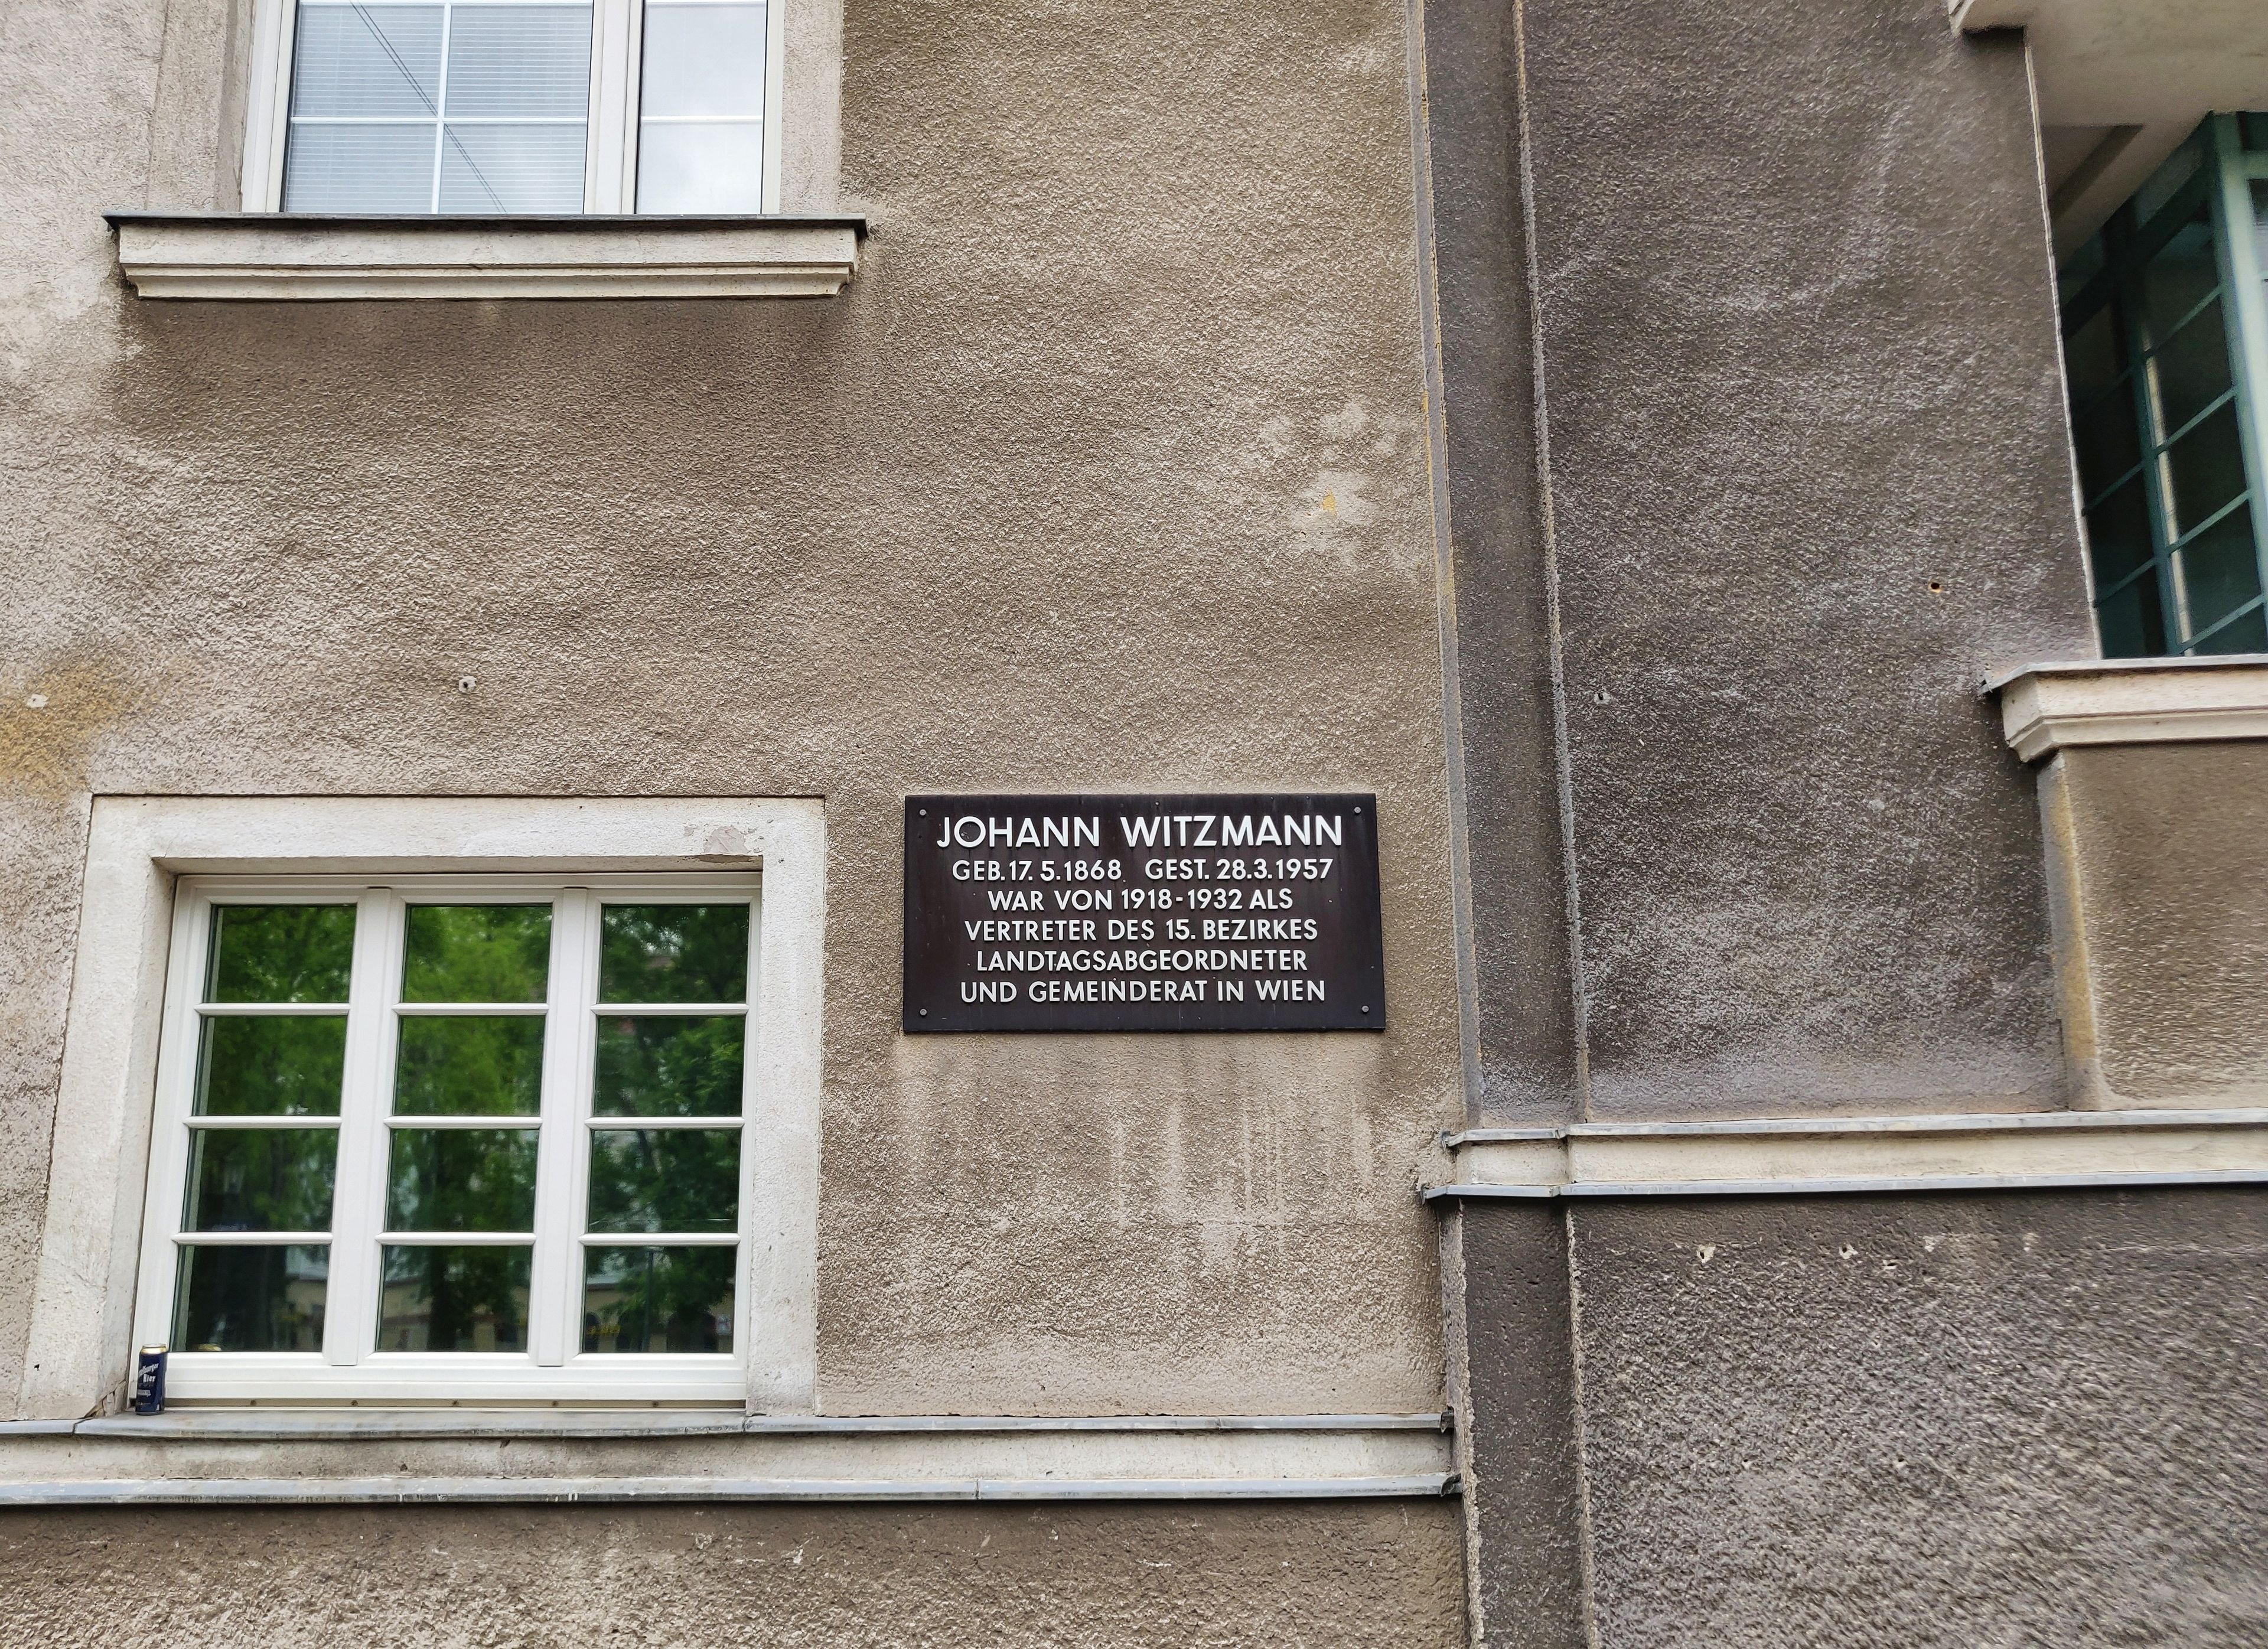 JOHANN WITZMANN
GEB. 17. 5. 1868 GEST. 28.3.1957
WAR VON 1918-1932 ALS
VERTRETER DES 15. BEZIRKES
LANDTAGSABGEORDNETER
UND GEMEINDERAT IN WIEN
Bier